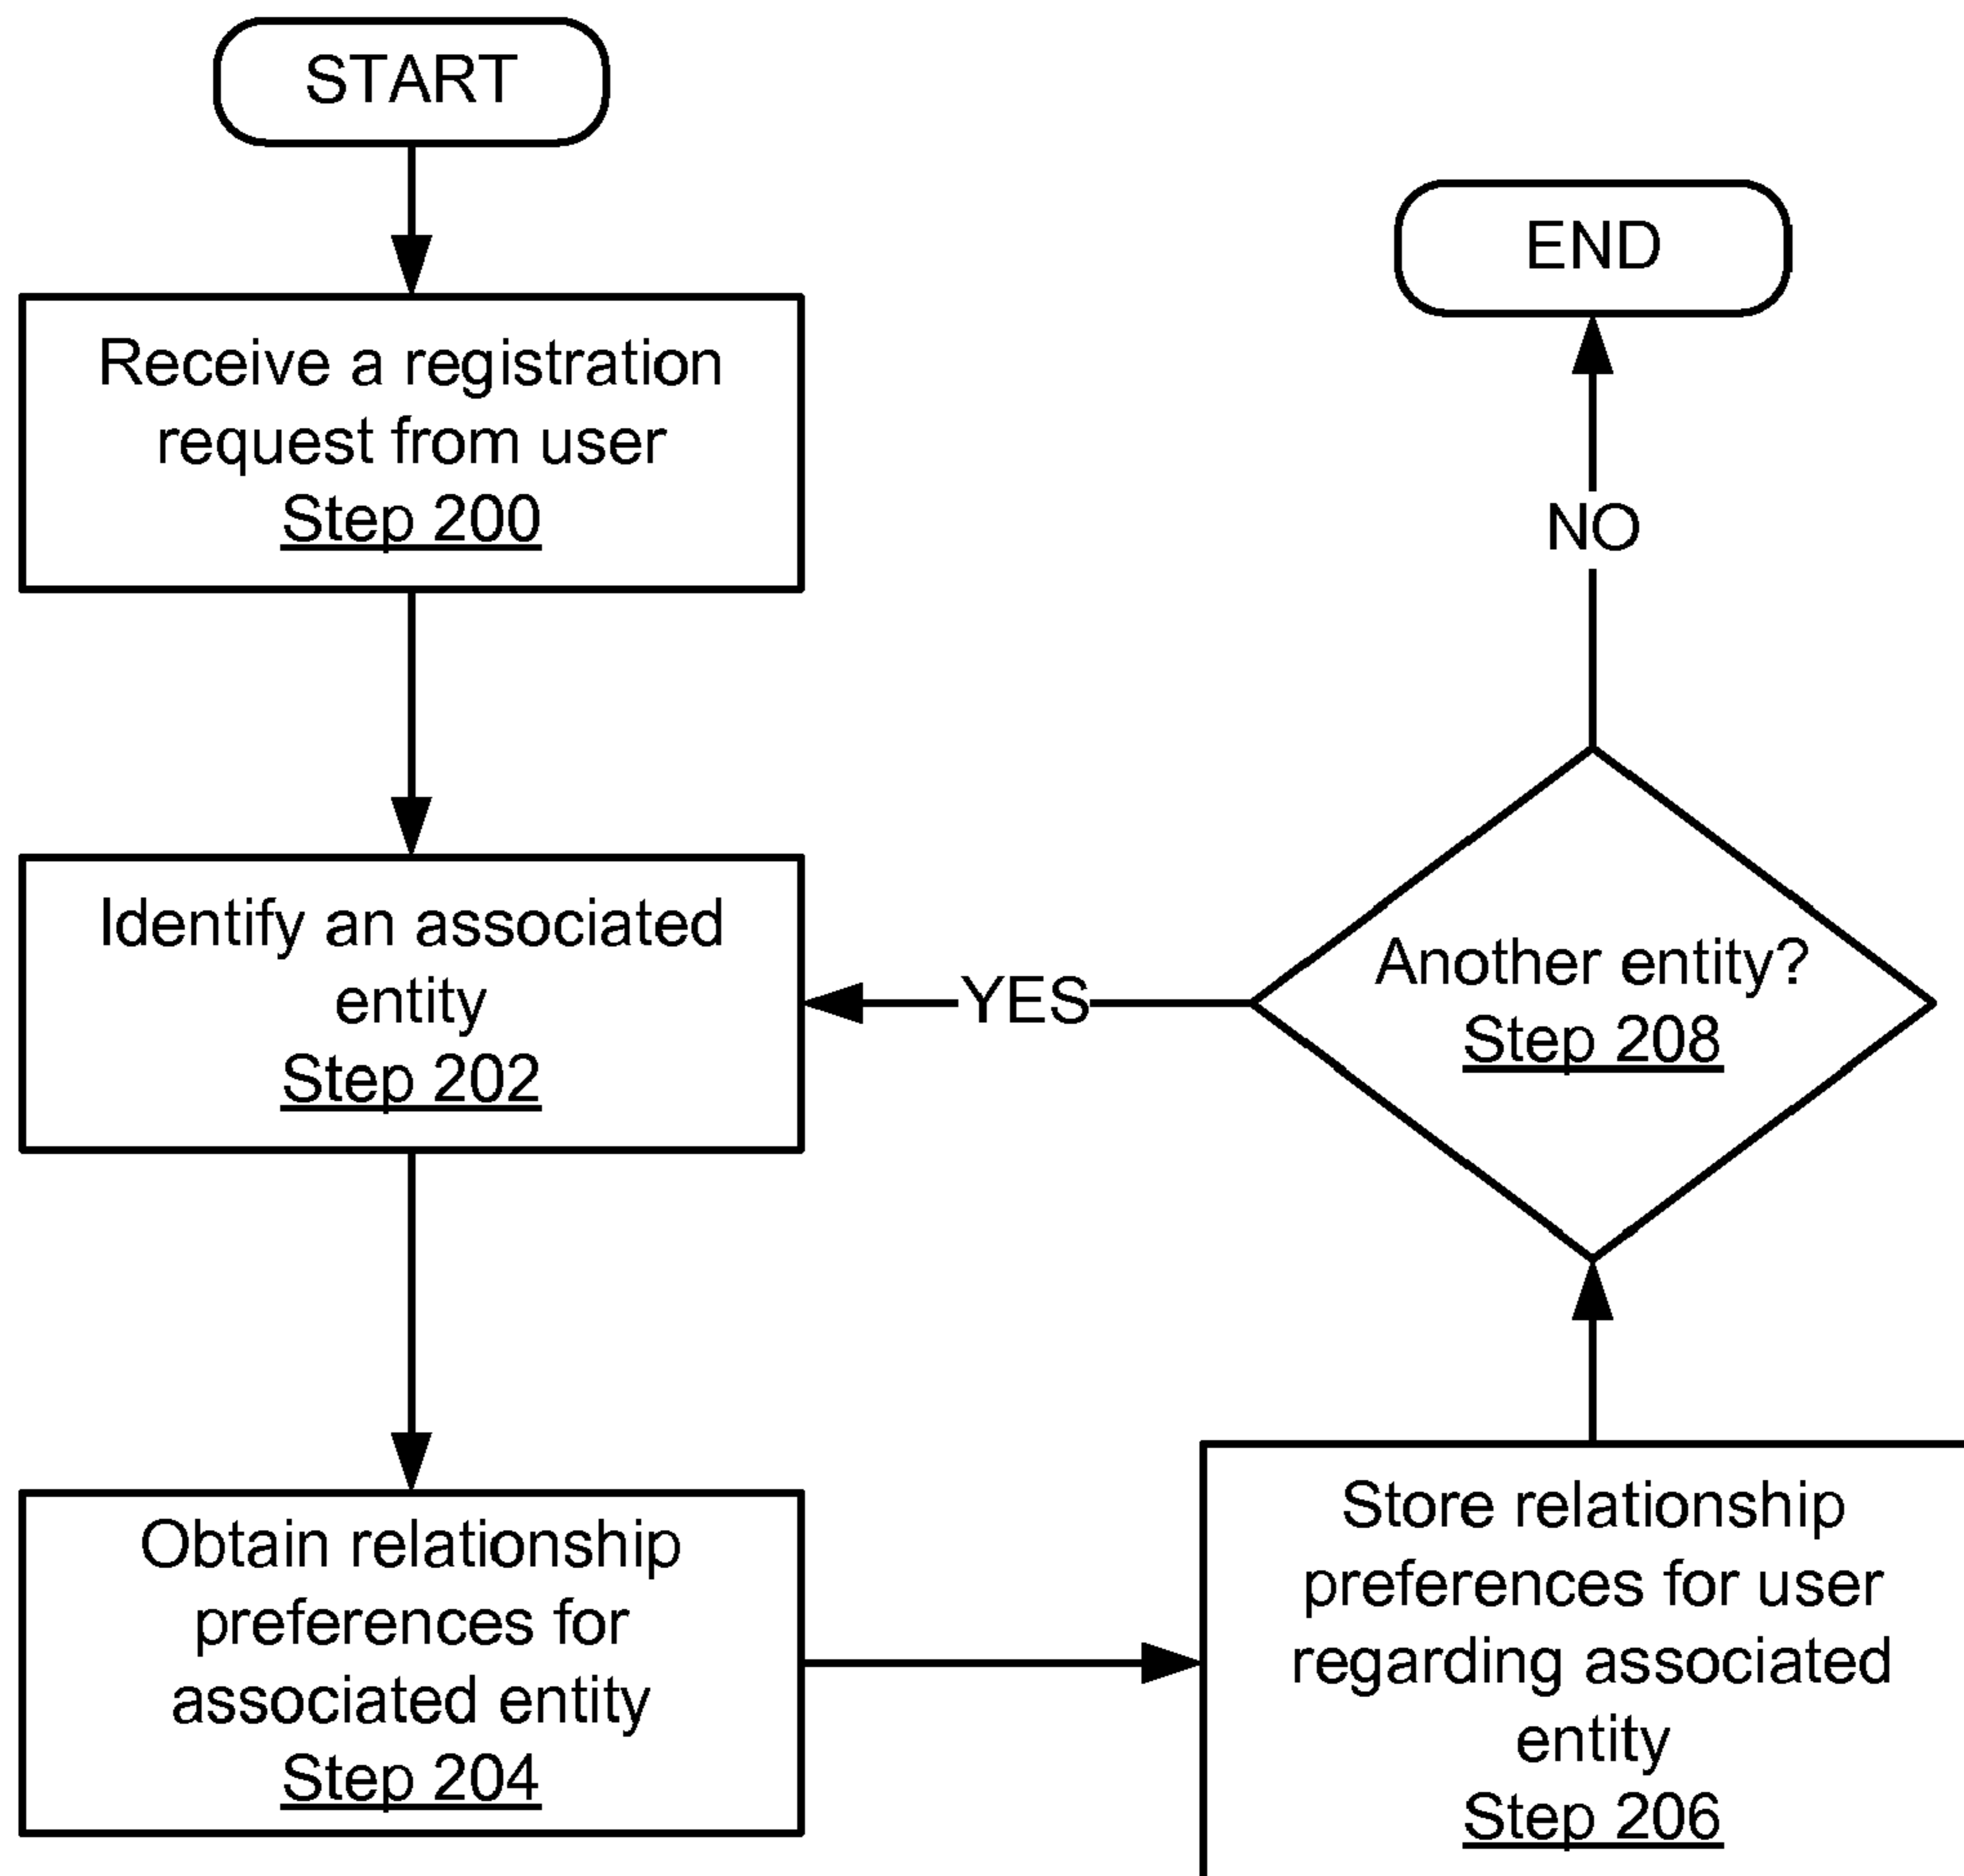 START
Receive a registration
request from user
Step 200
Identify an associated
entity
Step 202
Obtain relationship
preferences for
associated entity
Step 204
Store relationship
preferences for user
regarding associated
entity
Step 206
Another entity?
Step 208
YES
NO
END